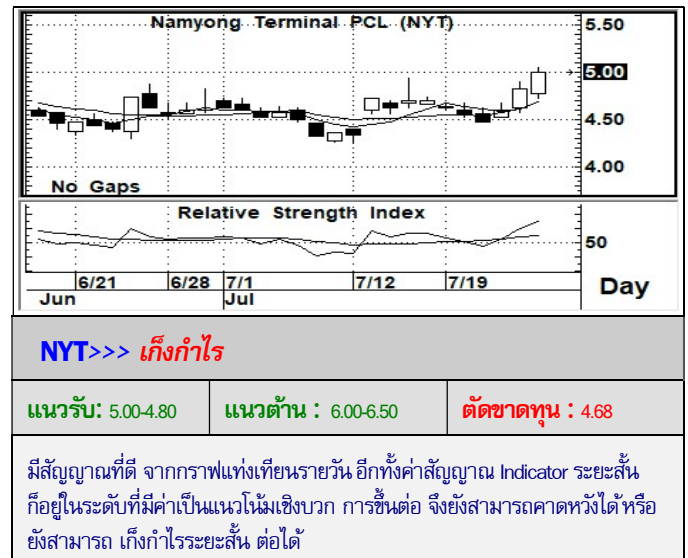 Namyong Terminal PCL (NYT)
5.50
5.00
4.50
4.00
No Gaps
Relative Strength Index
50
6/21 6/28 7/1 7/12 7/19
Jun Jul
Day
NYT>>> เก็งกำไร
แนวรับ: 5.00-4.80 แนวต้าน : 6.00-6.50 ตัดขาดทุน : 4.68
มีสัญญาณที่ดี จากกราฟแท่งเทียนรายวัน อีกทั้งค่าสัญญาณ Indicator ระยะสั้น
ก็อยู่ในระดับที่มีค่าเป็นแนวโน้มเชิงบวก การขึ้นต่อ จึงยังสามารถคาดหวังได้ หรือ
ยังสามารถ เก็งกำไรระยะสั้น ต่อได้